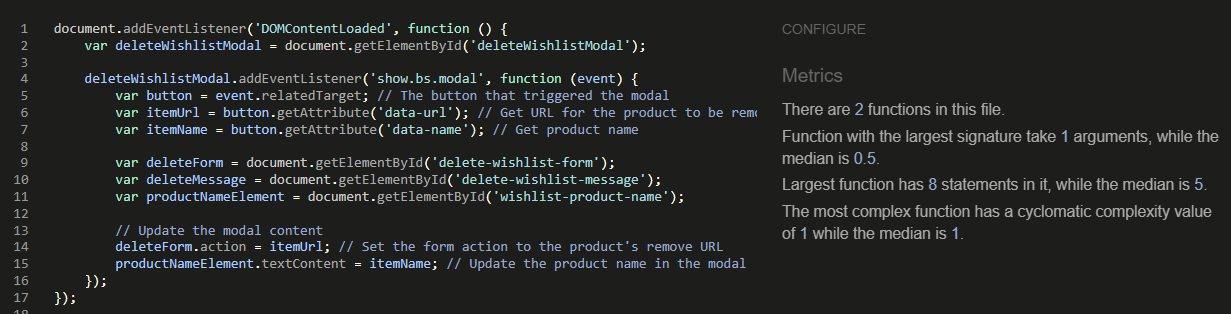 1 document.addEventListener('DOMContentLoaded', function () {
2 var deleteWishlistModal = document.getElementById('deleteWishlistModal');
3
4 deleteWishlistModal.addEventListener('show.bs.modal', function (event) {
5 var button = event.relatedTarget; // The button that triggered the modal
6 var itemUrl = button.getAttribute('data-url'); // Get URL for the product to be
7 var itemName = button.getAttribute('data-name'); // Get product name
8
9 var deleteForm = document.getElementById('delete-wishlist-form');
10 var deleteMessage = document.getElementById('delete-wishlist-message');
11 var productNameElement = document.getElementById('wishlist-product-name');
12
13 // Update the modal content
14 deleteForm.action = itemUrl; // Set the form action to the product's remove URL
15 productNameElement.textContent = itemName; // Update the product name in the modal
16 });
17 });
CONFIGURE
Metrics
There are 2 functions in this file.
Function with the largest signature take 1 arguments, while the
median is 0.5.
Largest function has 8 statements in it, while the median is 5.
The most complex function has a cyclomatic complexity value
of 1 while the median is 1.